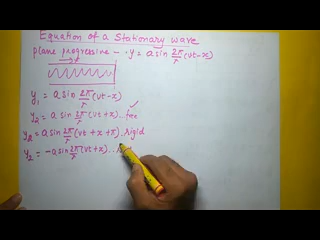 Equation of a Stationary wave
plane progressive - y = a sin 2π/r (vt-x)
y₁ = a sin 2π/r (vt-x)
y₂ = a sin 2π/r (vt+x)...free ✓
y₂ = a sin 2π/r (vt + x + π)...rigid
y₂ = -a sin 2π/r (vt+x)...